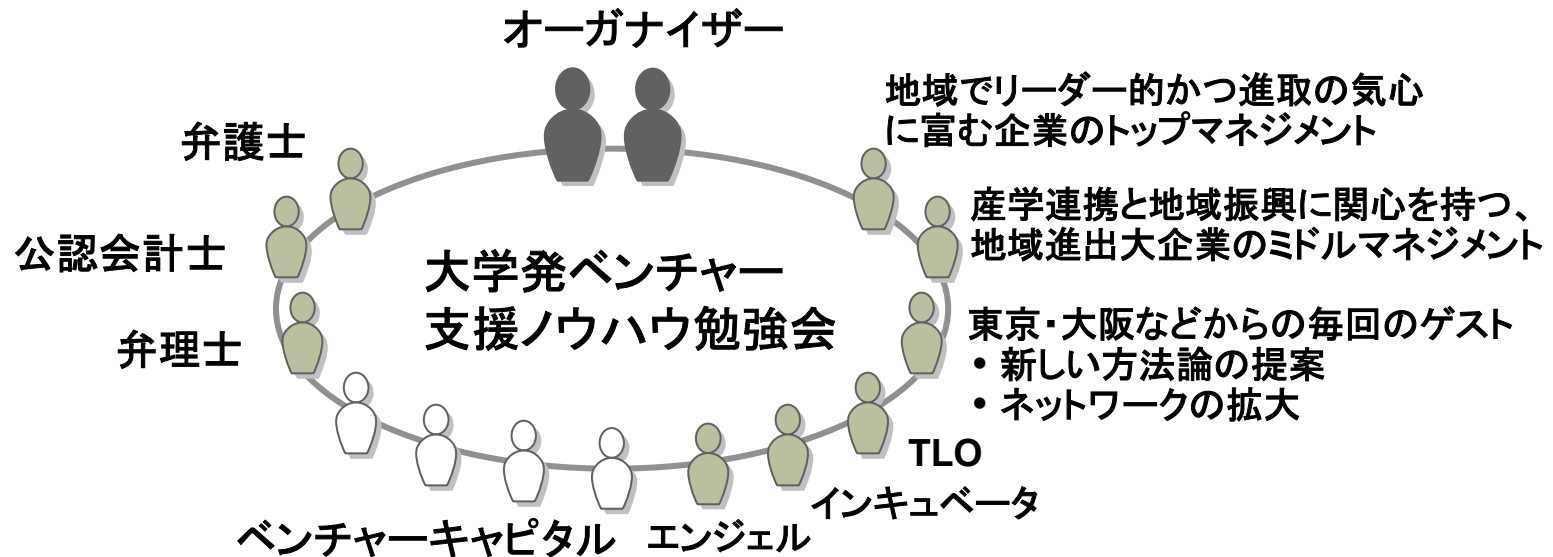 オーガナイザー
地域でリーダー的かつ進取の気心
に富む企業のトップマネジメント
弁護士
産学連携と地域振興に関心を持つ、
地域進出大企業のミドルマネジメント
公認会計士
大学発ベンチャー
支援ノウハウ勉強会
東京・大阪などからの毎回のゲスト
• 新しい方法論の提案
• ネットワークの拡大
弁理士
TLO
インキュベータ
エンジェル
ベンチャーキャピタル